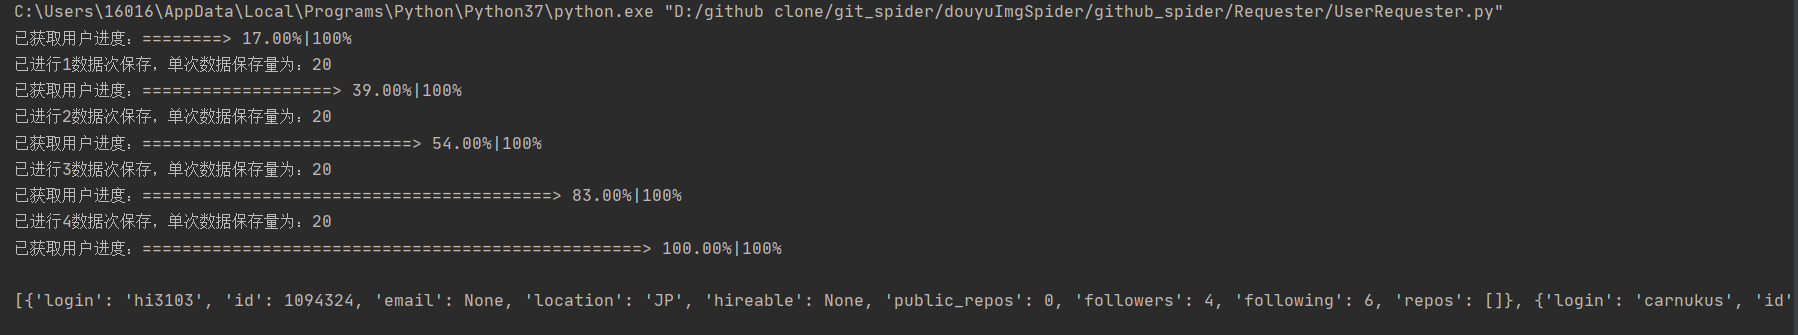 C:\Users\16016\AppData\Local\Programs\Python\Python37\python.exe "D:/github clone/git_spider/douyuImgSpider/github_spider/Requester/UserRequester.py"
已获取用户进度：========> 17.00%|100%
已进行1数据次保存，单次数据保存量为：20
已获取用户进度：===================> 39.00%|100%
已进行2数据次保存，单次数据保存量为：20
已获取用户进度：===========================> 54.00%|100%
已进行3数据次保存，单次数据保存量为：20
已获取用户进度：=========================================> 83.00%|100%
已进行4数据次保存，单次数据保存量为：20
已获取用户进度：==================================================> 100.00%|100%
[{'login': 'hi3103', 'id': 1094324, 'email': None, 'location': 'JP', 'hireable': None, 'public_repos': 0, 'followers': 4, 'following': 6, 'repos': []}, {'login': 'carnukus', 'id'